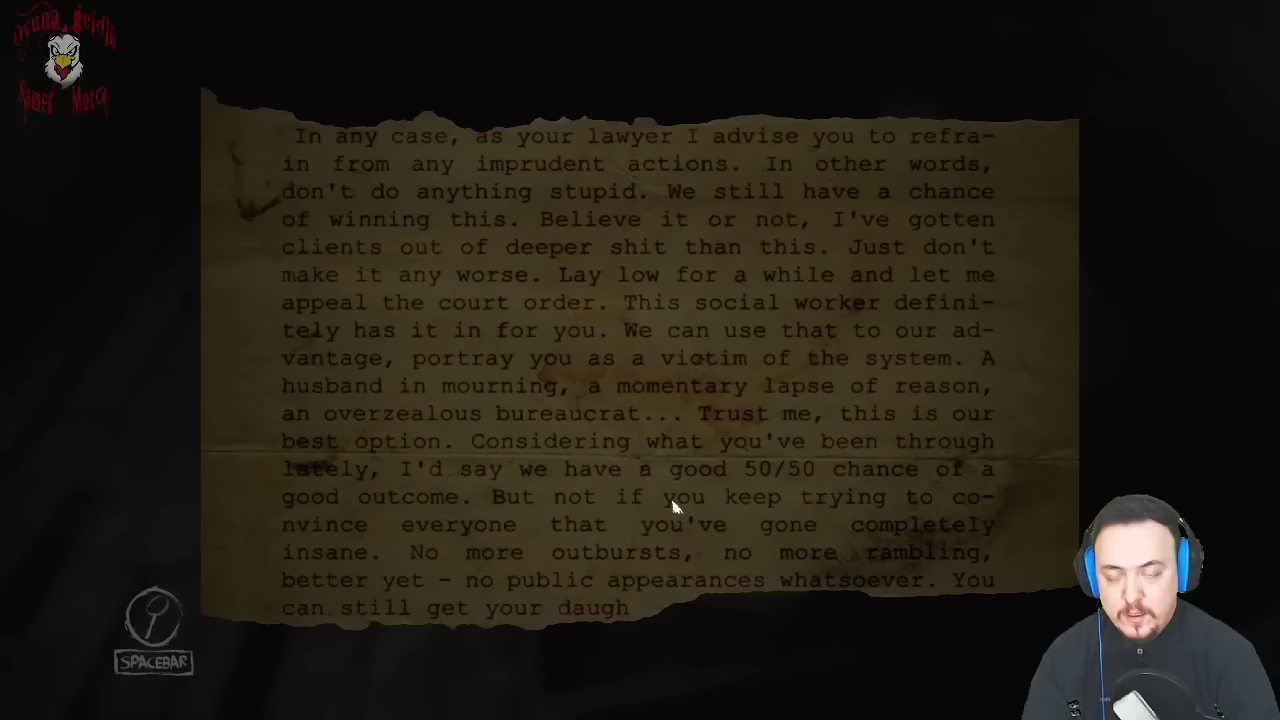 Oyuna geldik
Samet Morca
In any case, as your lawyer I advise you to refra-
in from any imprudent actions. In other words,
don't do anything stupid. We still have a chance
of winning this. Believe it or not, I've gotten
clients out of deeper shit than this. Just don't
make it any worse. Lay low for a while and let me
appeal the court order. This social worker defini-
tely has it in for you. We can use that to our ad-
vantage, portray you as a victim of the system. A
husband in mourning, a momentary lapse of reason,
an overzealous bureaucrat... Trust me, this is our
best option. Considering what you've been through
lately, I'd say we have a good 50/50 chance of a
good outcome. But not if you keep trying to co-
nvince everyone that you've gone completely
insane. No more outbursts, no more rambling,
better yet - no public appearances whatsoever. You
can still get your daugh
SPACEBAR